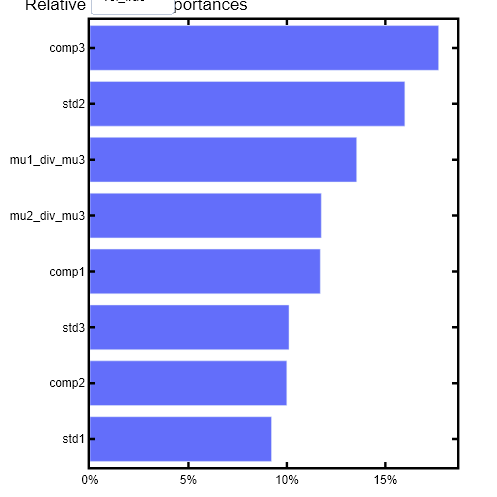 Relative portances
comp3
std2
mu1_div_mu3
mu2_div_mu3
comp1
std3
comp2
std1
0% 5% 10% 15%